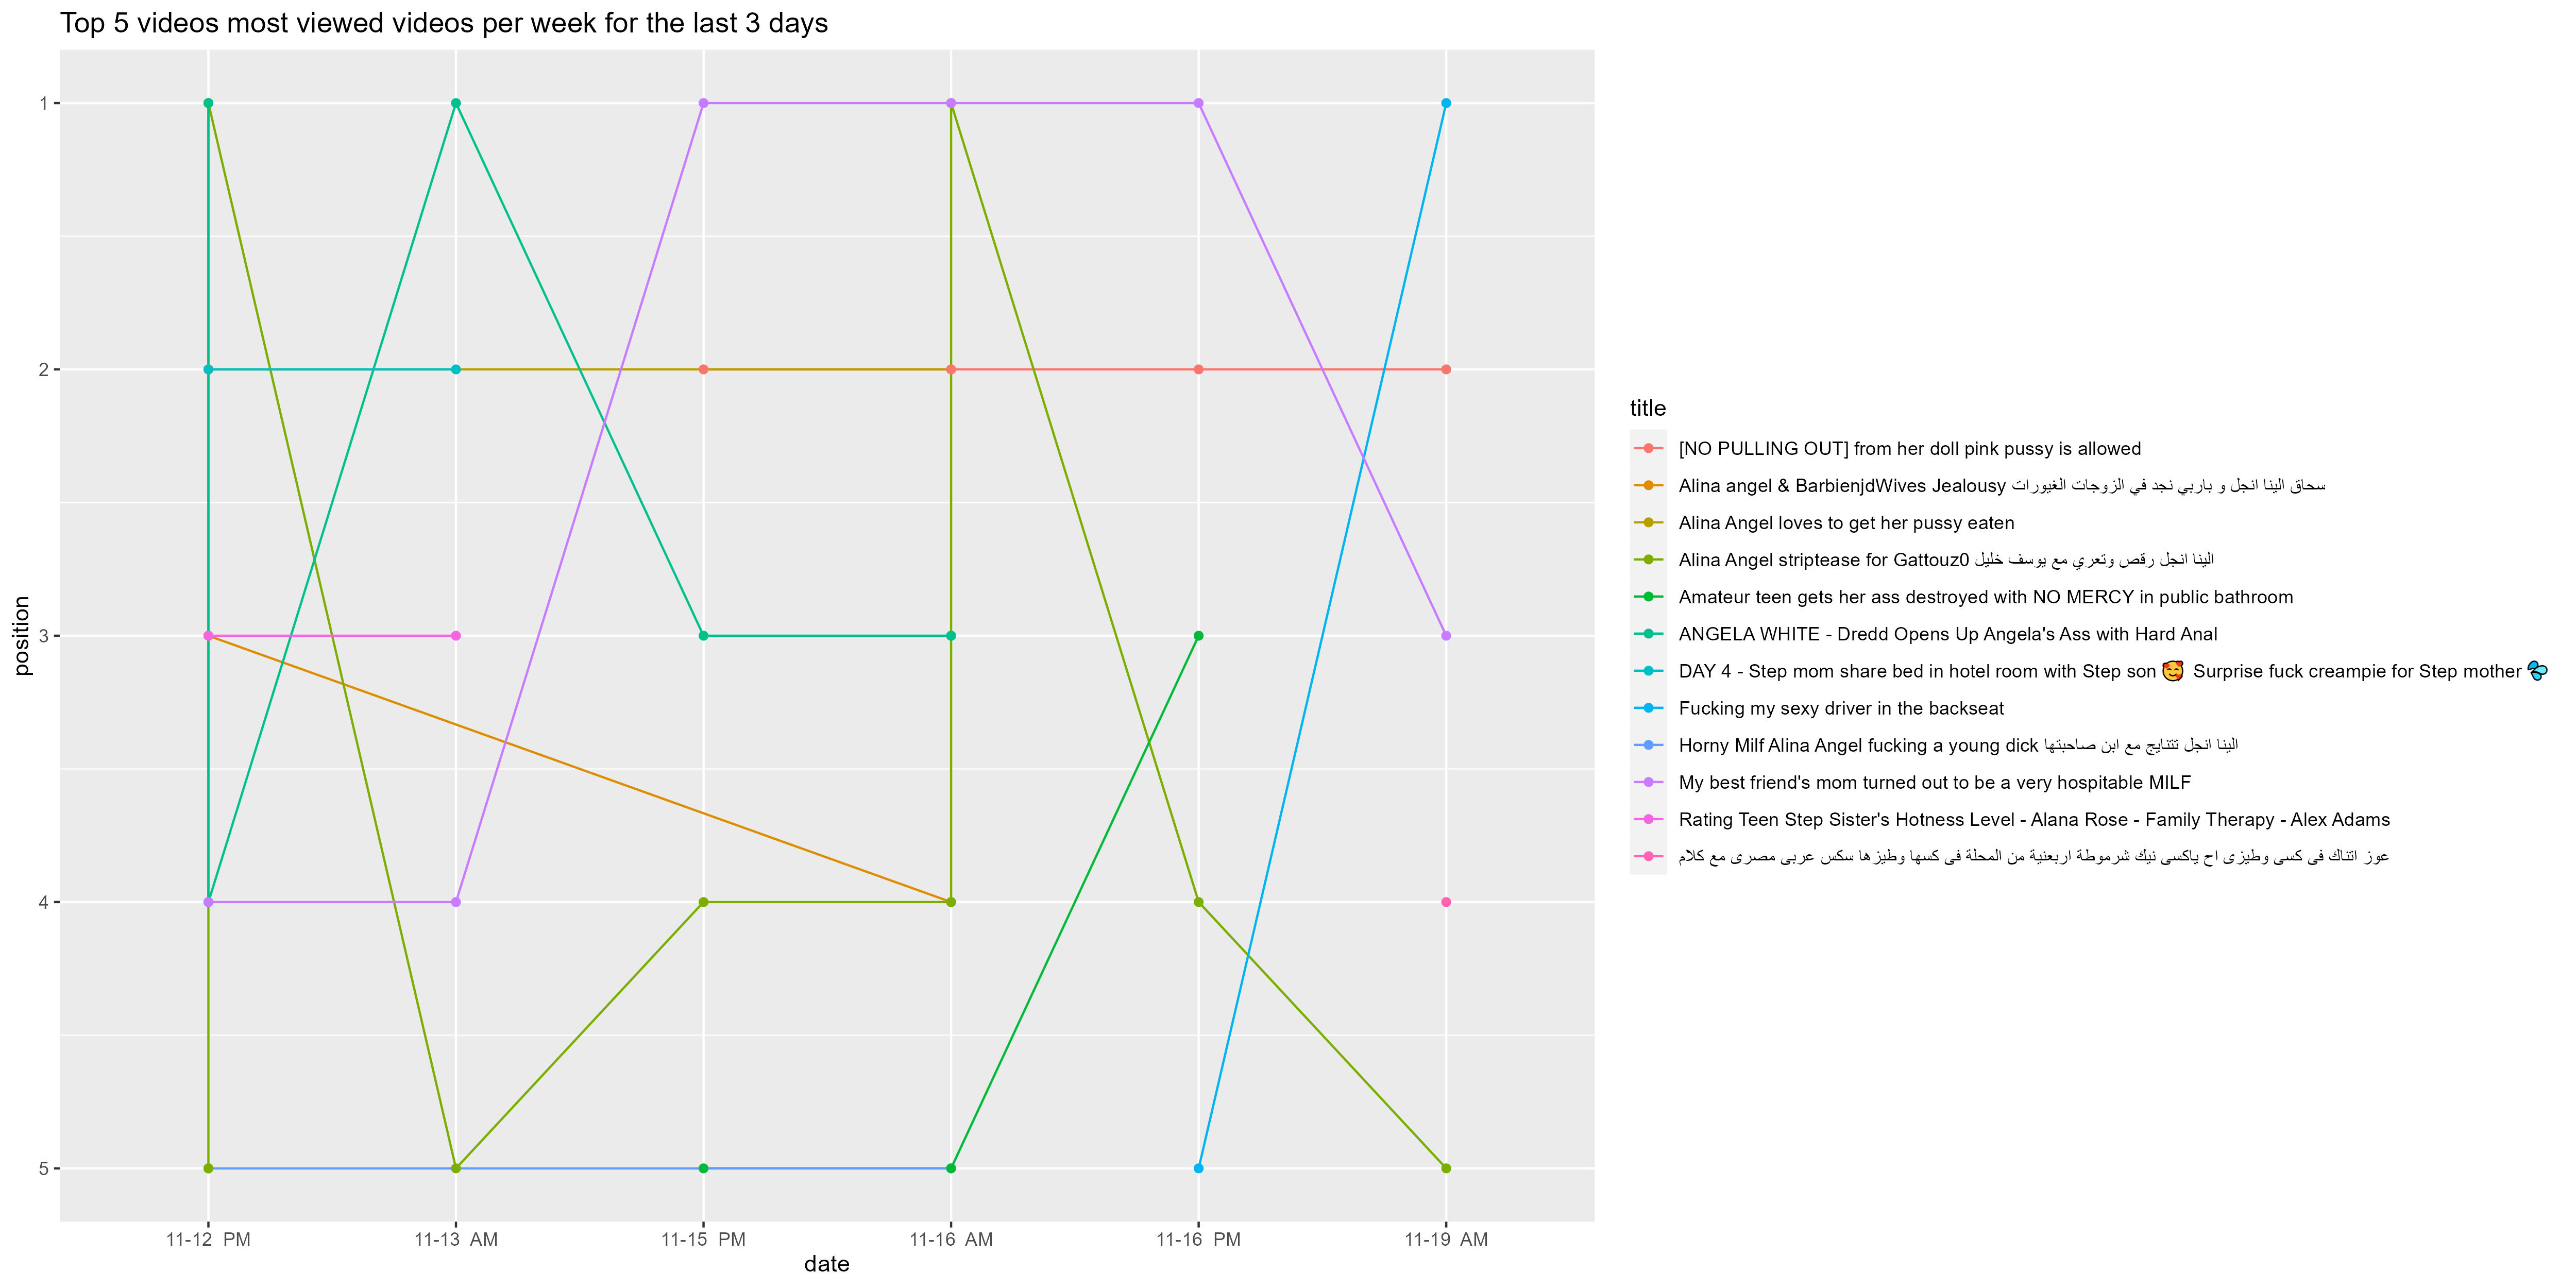 Top 5 videos most viewed videos per week for the last 3 days
position
1
2
3
4
5
11-12 PM
11-13 AM
11-15 PM
11-16 AM
11-16 PM
11-19 AM
date
title
[NO PULLING OUT] from her doll pink pussy is allowed
Alina angel & BarbienjdWives Jealousy سحاق الينا انجل و باربي نجد في الزوجات الغيورات
Alina Angel loves to get her pussy eaten
Alina Angel striptease for Gattouz0 الينا انجل رقص وتعري مع يوسف خليل
Amateur teen gets her ass destroyed with NO MERCY in public bathroom
ANGELA WHITE - Dredd Opens Up Angela's Ass with Hard Anal
DAY 4 - Step mom share bed in hotel room with Step son 🥰 Surprise fuck creampie for Step mother 💦
Fucking my sexy driver in the backseat
Horny Milf Alina Angel fucking a young dick الينا انجل تتنايج مع ابن صاحبتها
My best friend's mom turned out to be a very hospitable MILF
Rating Teen Step Sister's Hotness Level - Alana Rose - Family Therapy - Alex Adams
عوز اتناك فى كسى وطيزى اح ياكسى نيك شرموطة اربعنية من المحلة فى كسها وطيزها سكس عربى مصرى مع كلام